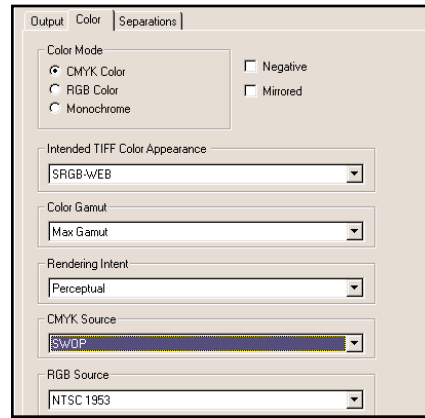 Output Color Separations
Color Mode
CMYK Color
RGB Color
Monochrome
Negative
Mirrored
Intended TIFF Color Appearance
SRGB-WEB
Color Gamut
Max Gamut
Rendering Intent
Perceptual
CMYK Source
SWOP
RGB Source
NTSC 1953